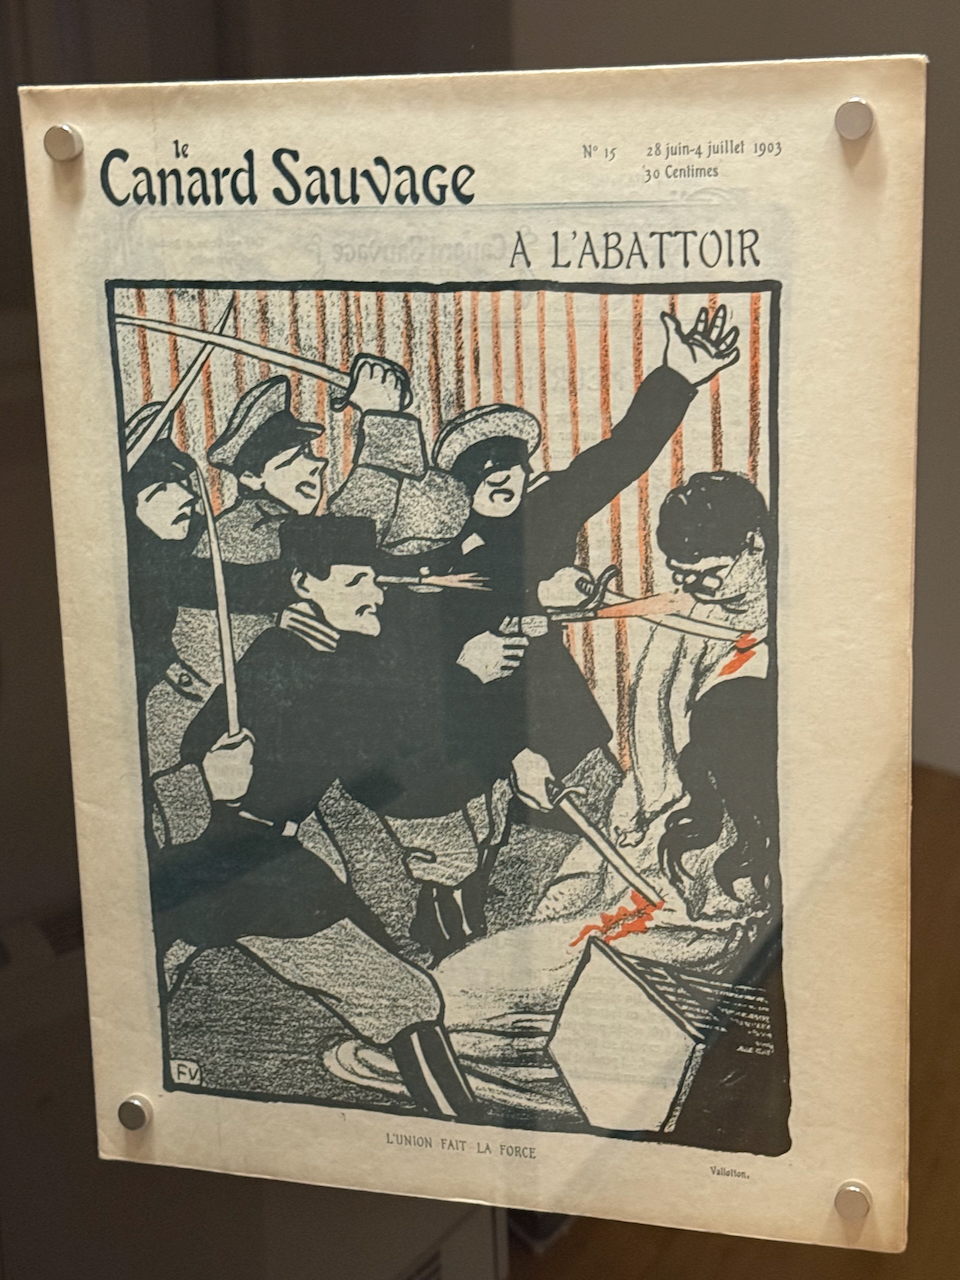 le
Canard Sauvage
N° 15 28 juin-4 juillet 1903
30 Centimes
A L'ABATTOIR
FV
L'UNION FAIT LA FORCE
Vallotton.